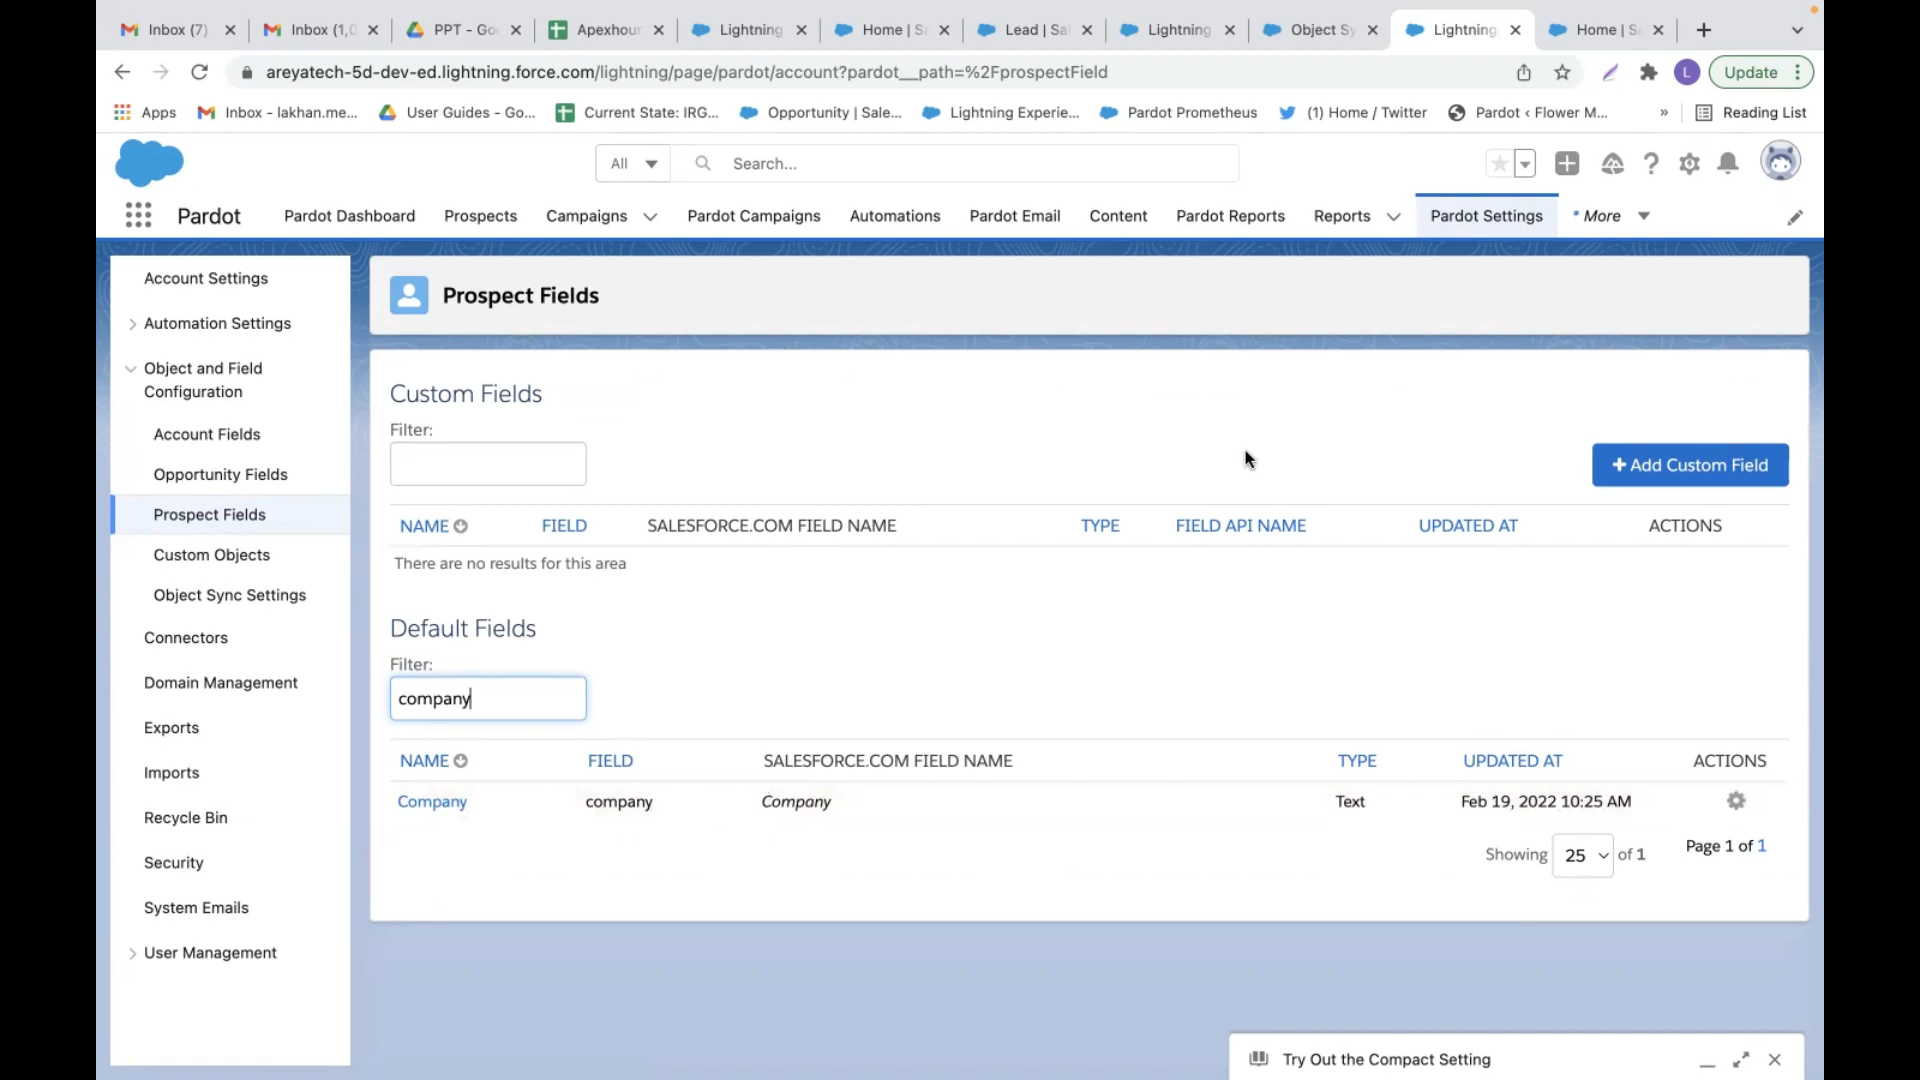 Inbox (7)
Inbox (1,0
PPT - Goo
Apexhour
Lightning
Home | Sa
Lead | Sal
Lightning
Object Sy
Lightning
Home | Sa
areyatech-5d-dev-ed.lightning.force.com/lightning/page/pardot/account?pardot__path=%2FprospectField
L
Update
Apps
Inbox - lakhan.me...
User Guides - Go...
Current State: IRG...
Opportunity | Sale...
Lightning Experie...
Pardot Prometheus
(1) Home / Twitter
Pardot ‹ Flower M...
»
Reading List
All
Search...
Pardot
Pardot Dashboard
Prospects
Campaigns
Pardot Campaigns
Automations
Pardot Email
Content
Pardot Reports
Reports
Pardot Settings
* More
Account Settings
Automation Settings
Object and Field
Configuration
Account Fields
Opportunity Fields
Prospect Fields
Custom Objects
Object Sync Settings
Connectors
Domain Management
Exports
Imports
Recycle Bin
Security
System Emails
User Management
Prospect Fields
Custom Fields
Filter:
+ Add Custom Field
NAME FIELD SALESFORCE.COM FIELD NAME TYPE FIELD API NAME UPDATED AT ACTIONS
There are no results for this area
Default Fields
Filter:
company
NAME FIELD SALESFORCE.COM FIELD NAME TYPE UPDATED AT ACTIONS
Company company Company Text Feb 19, 2022 10:25 AM
Showing 25 of 1 Page 1 of 1
Try Out the Compact Setting